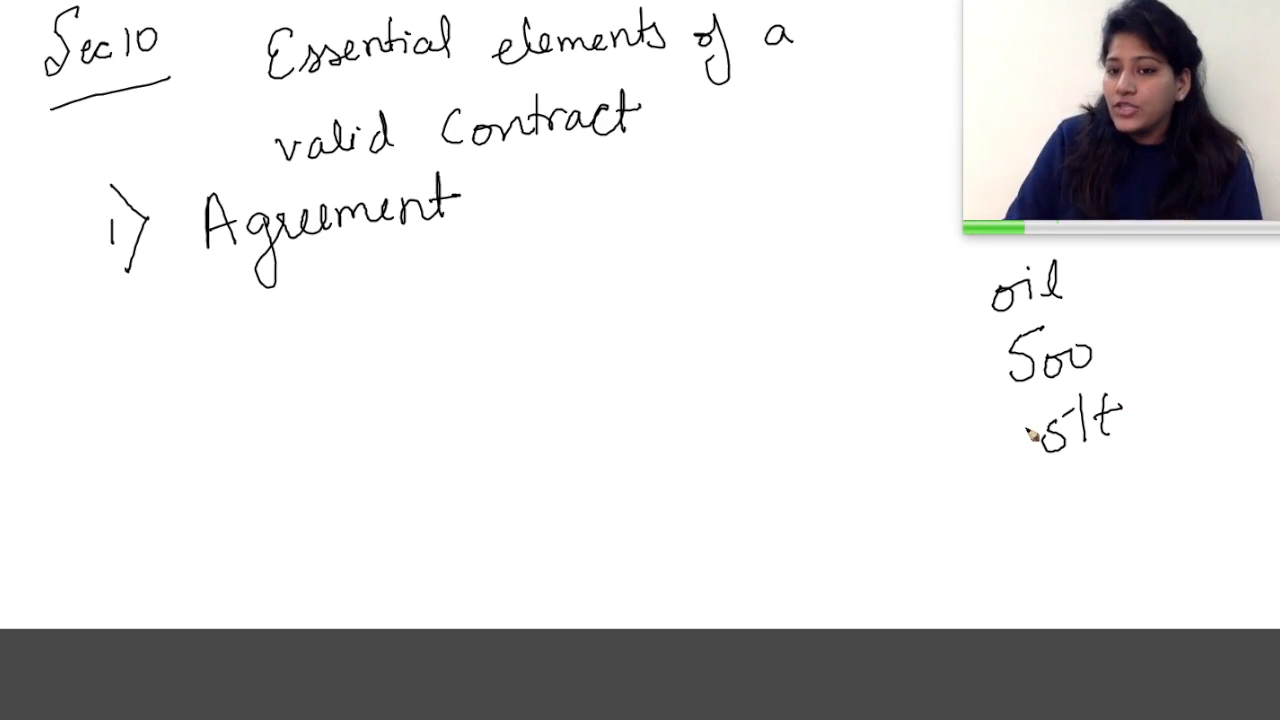 Sec 10 Essential elements of a
valid Contract
1) Agreement
oil
500
5 lt